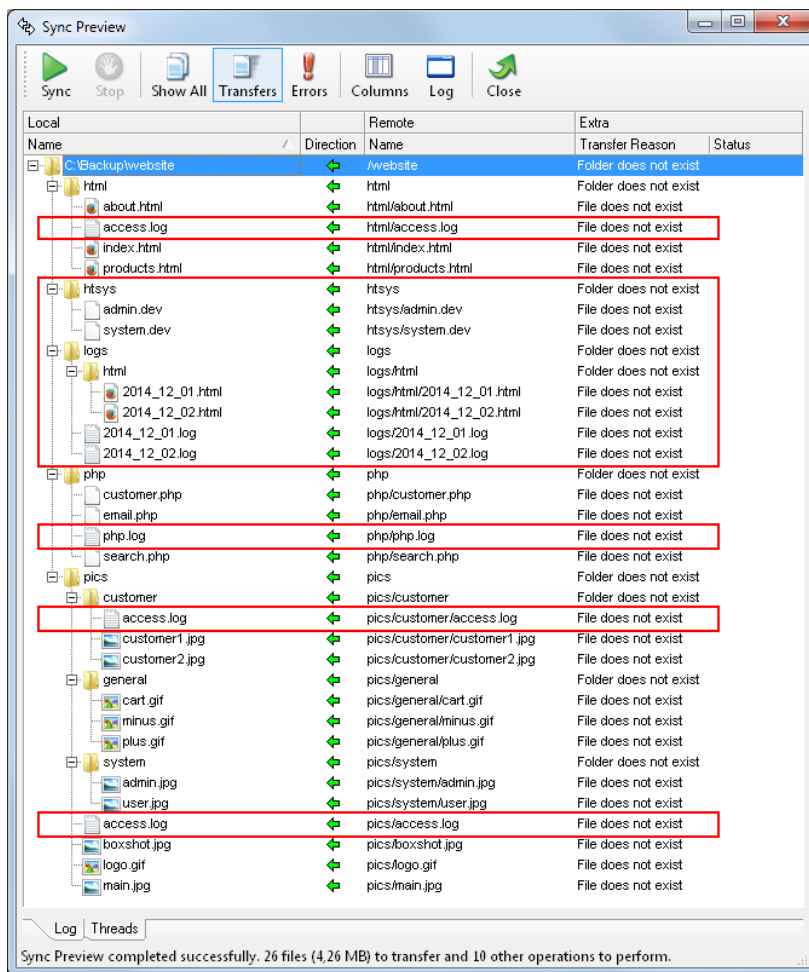 Sync Preview
Sync Stop Show All Transfers Errors Columns Log Close
Local Remote Extra
Name Direction Name Transfer Reason Status
C:\Backup\website /website Folder does not exist
html html Folder does not exist
about.html html/about.html File does not exist
access.log html/access.log File does not exist
index.html html/index.html File does not exist
products.html html/products.html File does not exist
htsys htsys Folder does not exist
admin.dev htsys/admin.dev File does not exist
system.dev htsys/system.dev File does not exist
logs logs Folder does not exist
html logs/html Folder does not exist
2014_12_01.html logs/html/2014_12_01.html File does not exist
2014_12_02.html logs/html/2014_12_02.html File does not exist
2014_12_01.log logs/2014_12_01.log File does not exist
2014_12_02.log logs/2014_12_02.log File does not exist
php php Folder does not exist
customer.php php/customer.php File does not exist
email.php php/email.php File does not exist
php.log php/php.log File does not exist
search.php php/search.php File does not exist
pics pics Folder does not exist
customer pics/customer Folder does not exist
access.log pics/customer/access.log File does not exist
customer1.jpg pics/customer/customer1.jpg File does not exist
customer2.jpg pics/customer/customer2.jpg File does not exist
general pics/general Folder does not exist
cart.gif pics/general/cart.gif File does not exist
minus.gif pics/general/minus.gif File does not exist
plus.gif pics/general/plus.gif File does not exist
system pics/system Folder does not exist
admin.jpg pics/system/admin.jpg File does not exist
user.jpg pics/system/user.jpg File does not exist
access.log pics/access.log File does not exist
boxshot.jpg pics/boxshot.jpg File does not exist
logo.gif pics/logo.gif File does not exist
main.jpg pics/main.jpg File does not exist
Log Threads
Sync Preview completed successfully. 26 files (4,26 MB) to transfer and 10 other operations to perform.